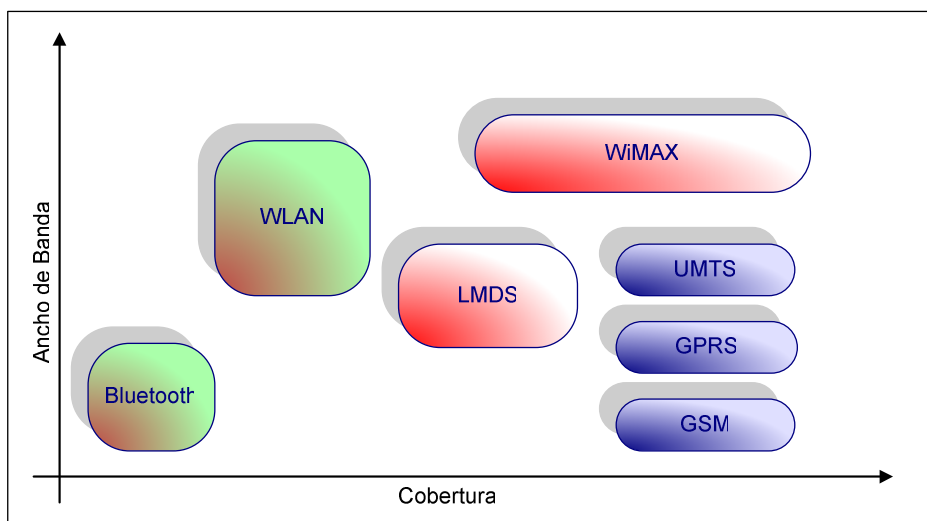 WiMAX
WLAN
UMTS
LMDS
GPRS
Bluetooth
GSM
Ancho de Banda
Cobertura